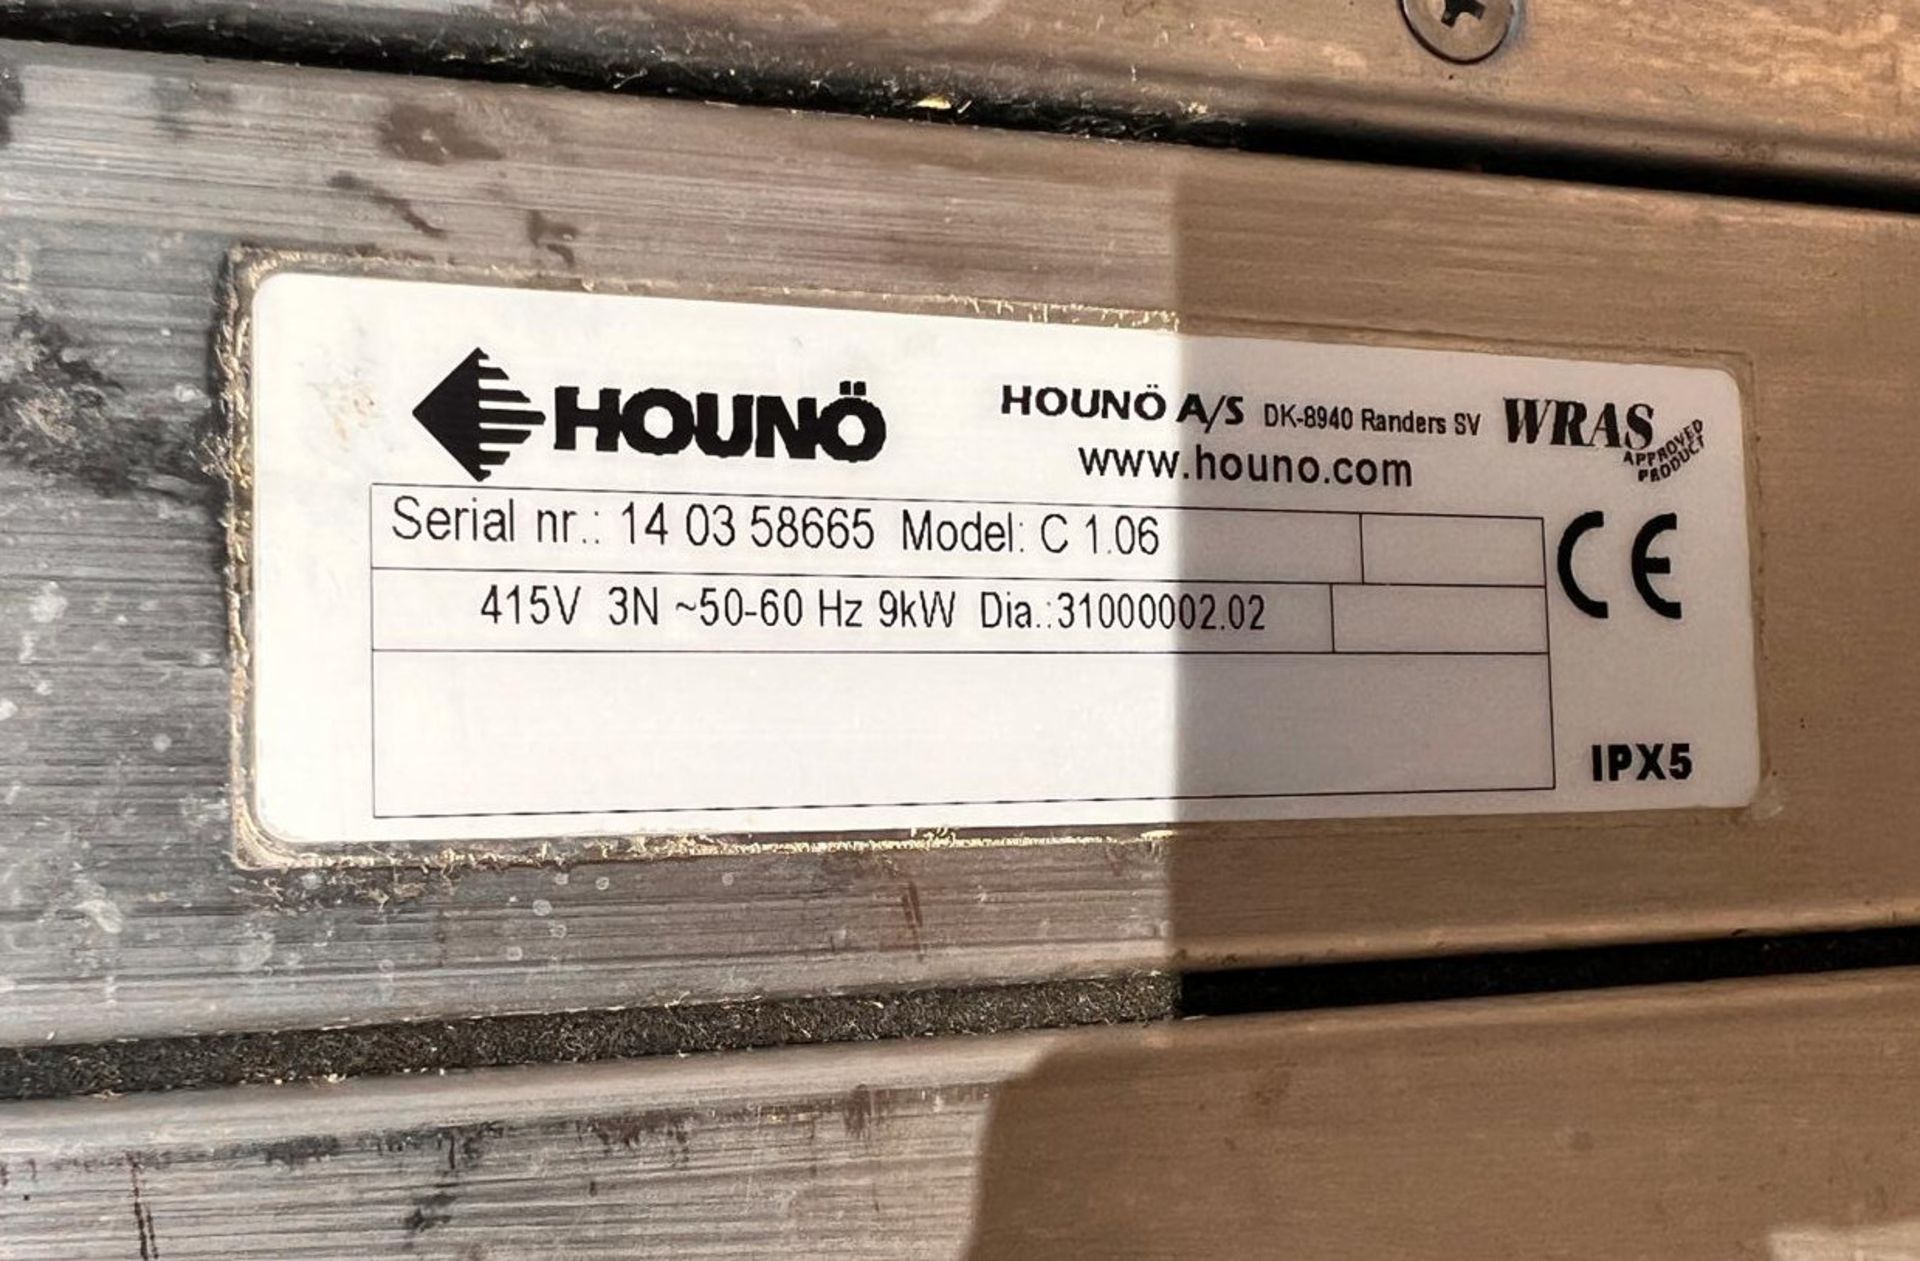 HOUNÖ
HOUNÖ A/S DK-8940 Randers SV
www.houno.com
WRAS
APPROVED
PRODUCT
Serial nr.: 14 03 58665 Model: C 1.06
415V 3N ~50-60 Hz 9kW Dia.:31000002.02
CE
IPX5